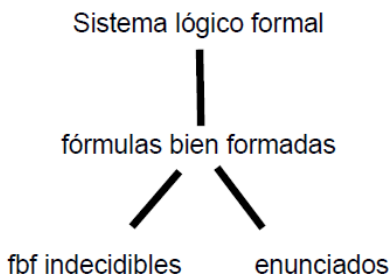 Sistema lógico formal
fórmulas bien formadas
fbf indecidibles enunciados